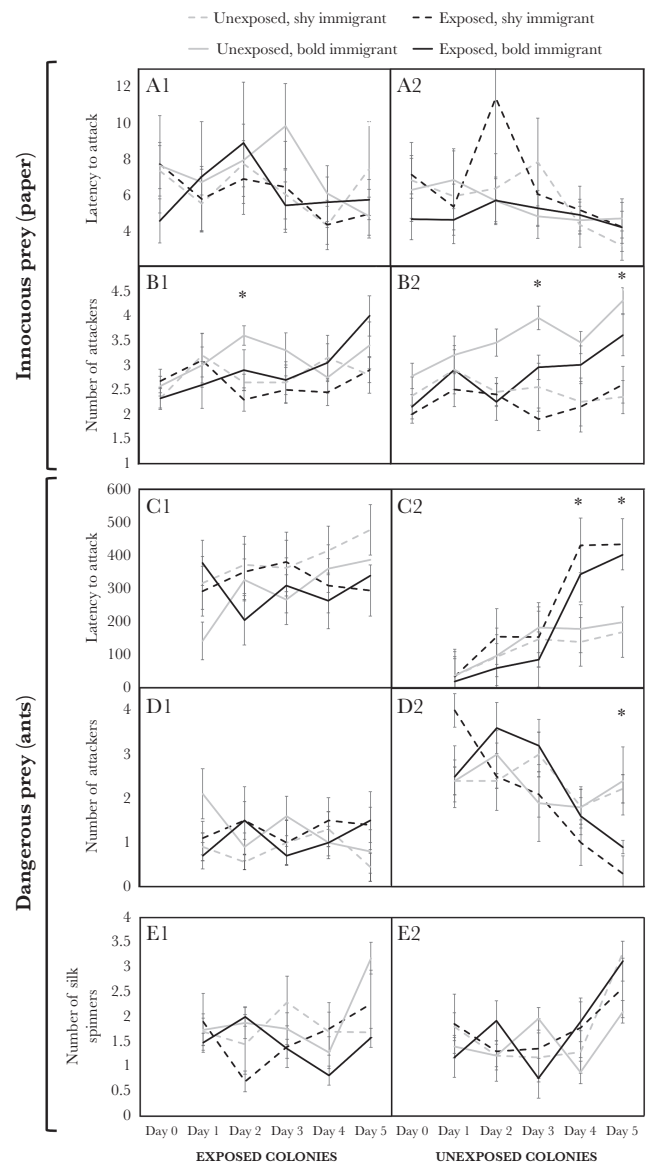 Unexposed, shy immigrant Exposed, shy immigrant
Unexposed, bold immigrant Exposed, bold immigrant
Innocuous prey (paper)
Latency to attack
12
10
8
6
4
A1
A2
Number of attackers
4.5
4
3.5
3
2.5
2
1.5
1
B1
*
B2
*
*
Dangerous prey (ants)
Latency to attack
600
500
400
300
200
100
0
C1
C2
*
*
Number of attackers
4
3
2
1
0
D1
D2
*
Number of silk
spinners
4
3.5
3
2.5
2
1.5
1
0.5
0
E1
E2
Day 0 Day 1 Day 2 Day 3 Day 4 Day 5 Day 0 Day 1 Day 2 Day 3 Day 4 Day 5
EXPOSED COLONIES UNEXPOSED COLONIES